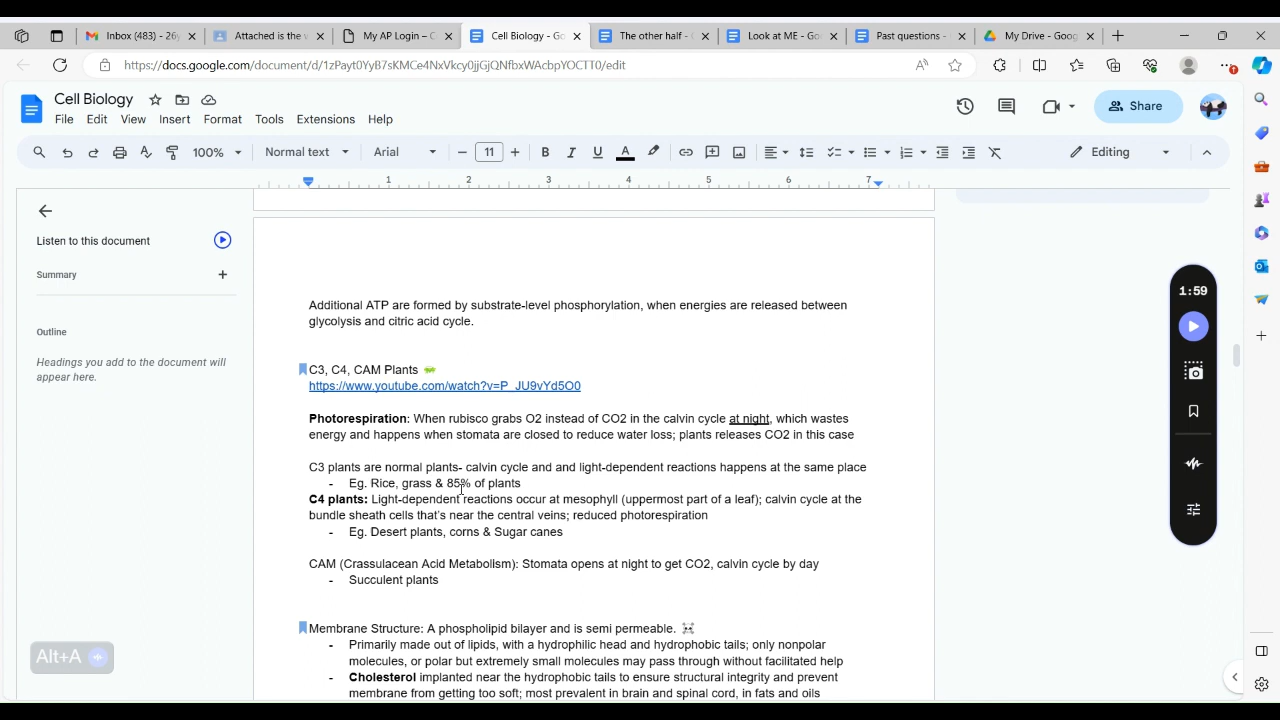 Inbox (483) – 26y
Attached is the w
My AP Login – C
Cell Biology - Go
The other half - G
Look at ME - Go
Past questions -
My Drive - Goog
https://docs.google.com/document/d/1zPayt0YyB7sKMCe4NxVkcy0jjGjQNfbxWAcbpYOCTT0/edit
Cell Biology
File Edit View Insert Format Tools Extensions Help
Share
100% Normal text Arial 11 Editing
1 2 3 4 5 6 7
Listen to this document
Summary
Outline
Headings you add to the document will
appear here.
Additional ATP are formed by substrate-level phosphorylation, when energies are released between
glycolysis and citric acid cycle.
C3, C4, CAM Plants
https://www.youtube.com/watch?v=P_JU9vYd5O0
Photorespiration: When rubisco grabs O2 instead of CO2 in the calvin cycle at night, which wastes
energy and happens when stomata are closed to reduce water loss; plants releases CO2 in this case
C3 plants are normal plants- calvin cycle and and light-dependent reactions happens at the same place
- Eg. Rice, grass & 85% of plants
C4 plants: Light-dependent reactions occur at mesophyll (uppermost part of a leaf); calvin cycle at the
bundle sheath cells that's near the central veins; reduced photorespiration
- Eg. Desert plants, corns & Sugar canes
CAM (Crassulacean Acid Metabolism): Stomata opens at night to get CO2, calvin cycle by day
- Succulent plants
Membrane Structure: A phospholipid bilayer and is semi permeable.
- Primarily made out of lipids, with a hydrophilic head and hydrophobic tails; only nonpolar
molecules, or polar but extremely small molecules may pass through without facilitated help
- Cholesterol implanted near the hydrophobic tails to ensure structural integrity and prevent
membrane from getting too soft; most prevalent in brain and spinal cord, in fats and oils
1:59
Alt+A